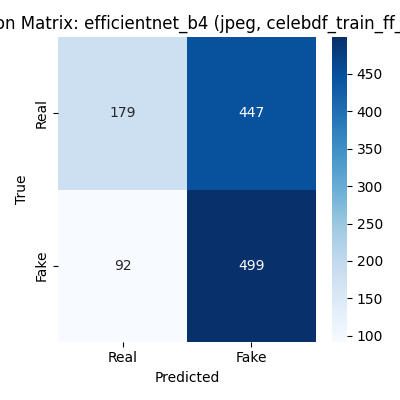 on Matrix: efficientnet_b4 (jpeg, celebdf_train_ff_
Real
179
447
450
400
350
True
300
250
Fake
92
499
200
150
100
Real
Fake
Predicted